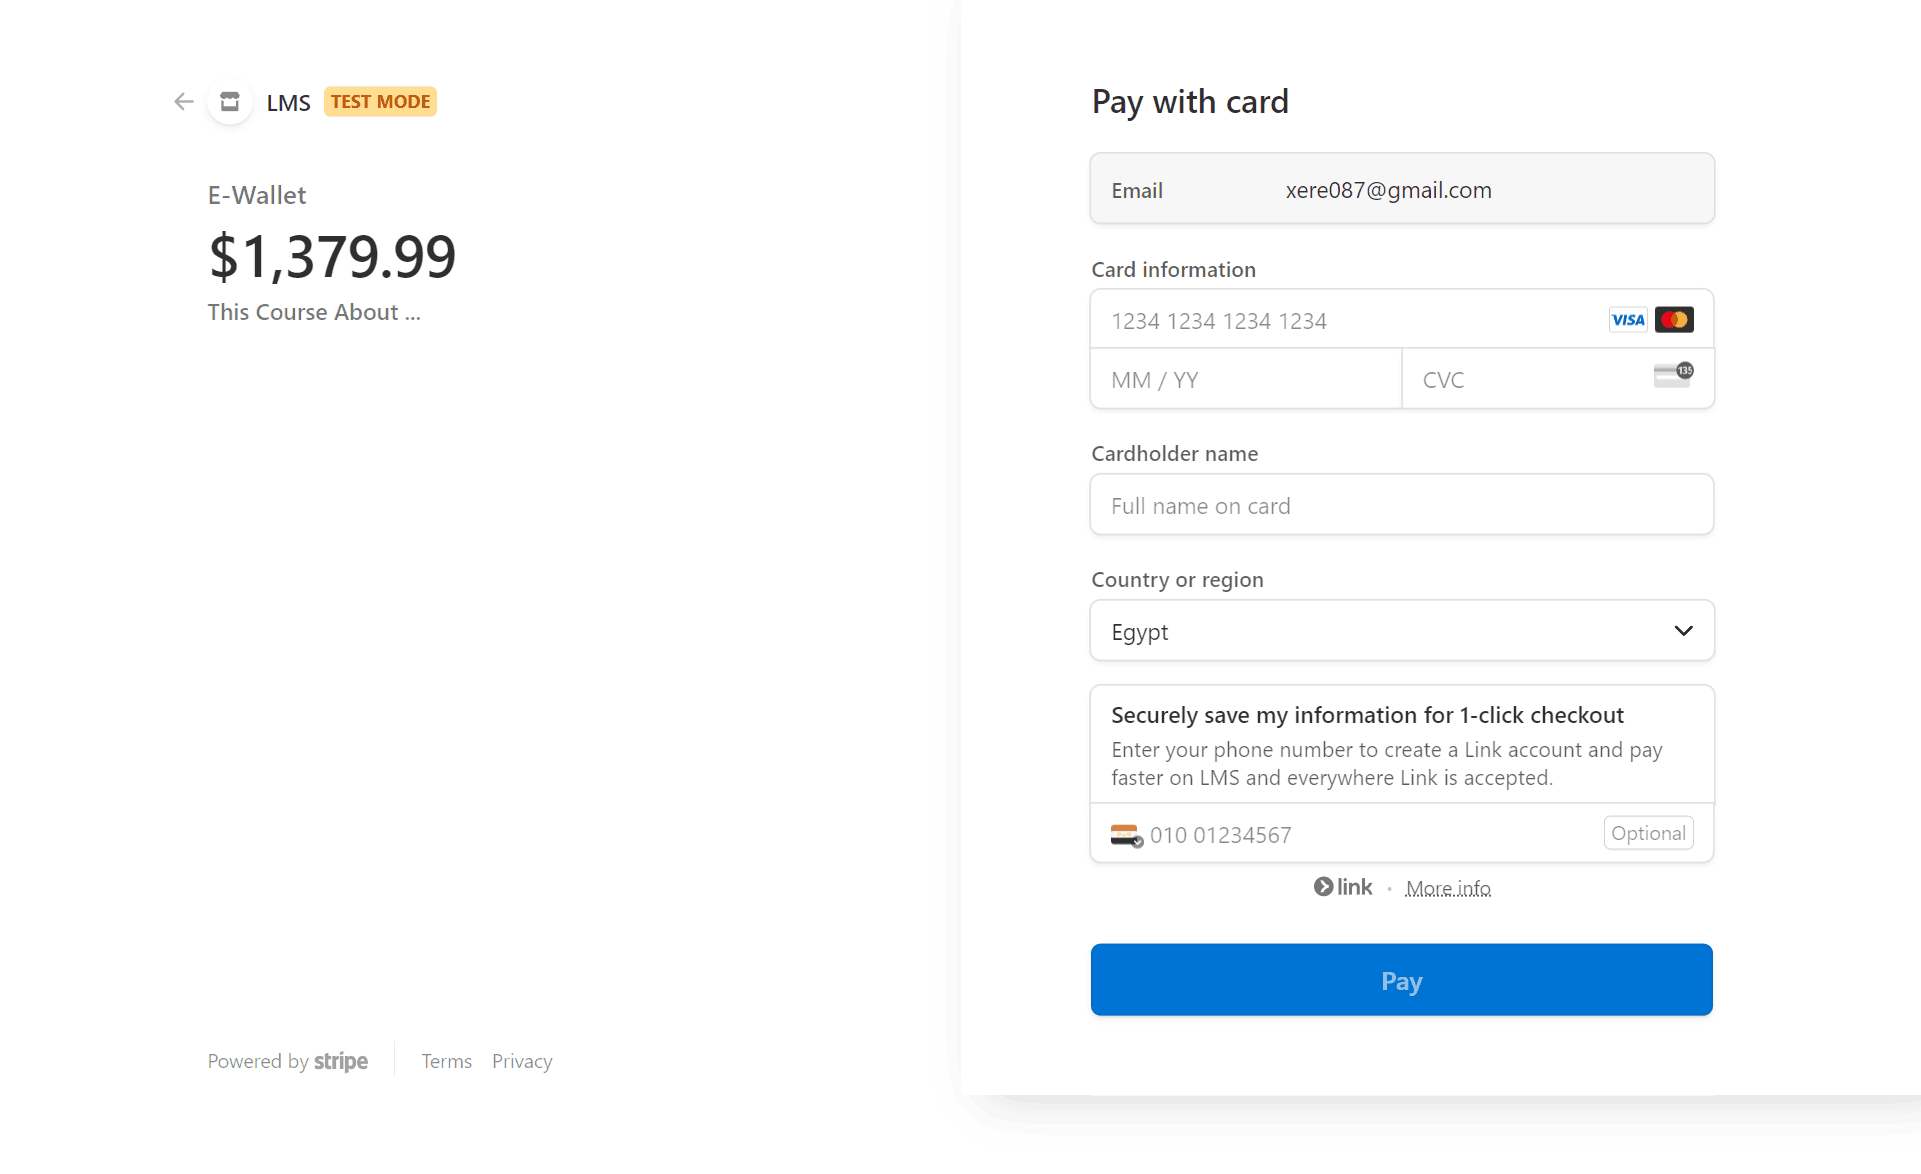 LMS TEST MODE
E-Wallet
$1,379.99
This Course About ...
Powered by stripe
Terms Privacy
Pay with card
Email xere087@gmail.com
Card information
1234 1234 1234 1234 VISA
MM / YY CVC 135
Cardholder name
Full name on card
Country or region
Egypt
Securely save my information for 1-click checkout
Enter your phone number to create a Link account and pay
faster on LMS and everywhere Link is accepted.
010 01234567 Optional
link · More info
Pay